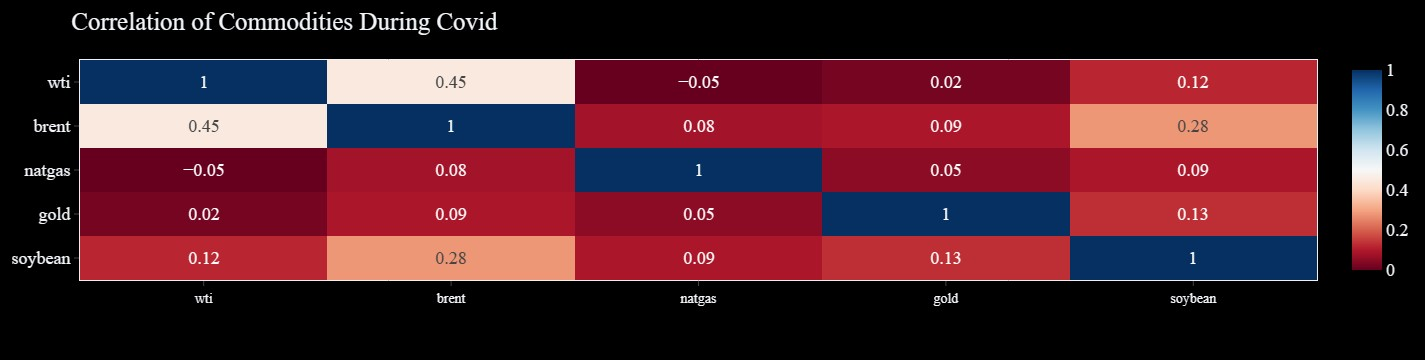 Correlation of Commodities During Covid
wti 1 0.45 −0.05 0.02 0.12
brent 0.45 1 0.08 0.09 0.28
natgas −0.05 0.08 1 0.05 0.09
gold 0.02 0.09 0.05 1 0.13
soybean 0.12 0.28 0.09 0.13 1
wti brent natgas gold soybean
1
0.8
0.6
0.4
0.2
0